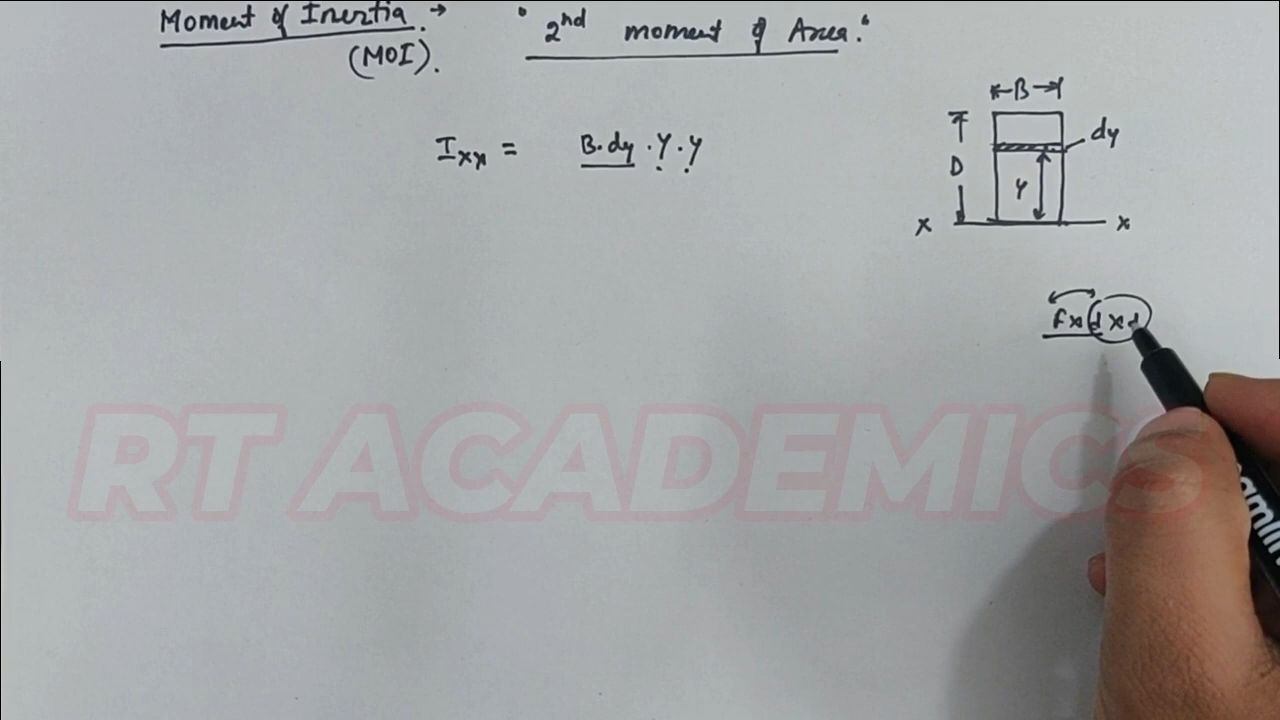 Moment of Inertia. → "2nd moment of Area."
(MOI).
←B→
Ixx = B.dy . y . y
dy
D
y
x x
f x d x d
RT ACADEMICS